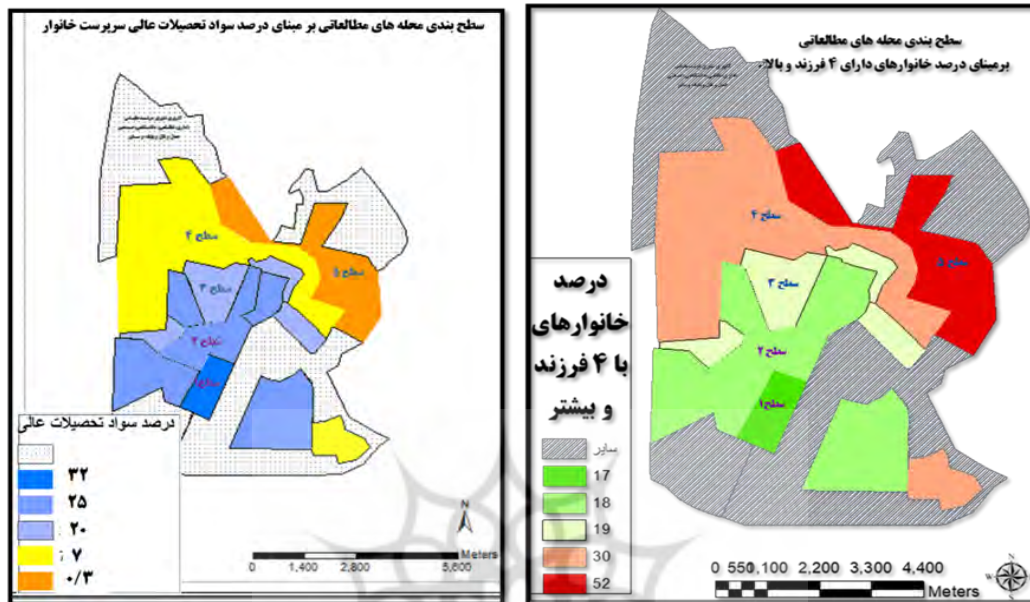 سطح بندی محله های مطالعاتی بر مبنای درصد سواد تحصیلات عالی سرپرست خانوار
سطح ۴
سطح ۵
سطح ۳
سطح ۲
درصد سواد تحصیلات عالی
۳۲
۲۵
۲۰
۷
۰/۳
N
Meters
0 1,400 2,800 5,600
سطح بندی محله های مطالعاتی
برمبنای درصد خانوارهای دارای ۴ فرزند و بالاتر
سطح ۴
سطح ۵
سطح ۳
سطح ۲
سطح۱
درصد
خانوارهای
با ۴ فرزند
و بیشتر
سایر
17
18
19
30
52
0 550 1,100 2,200 3,300 4,400
Meters